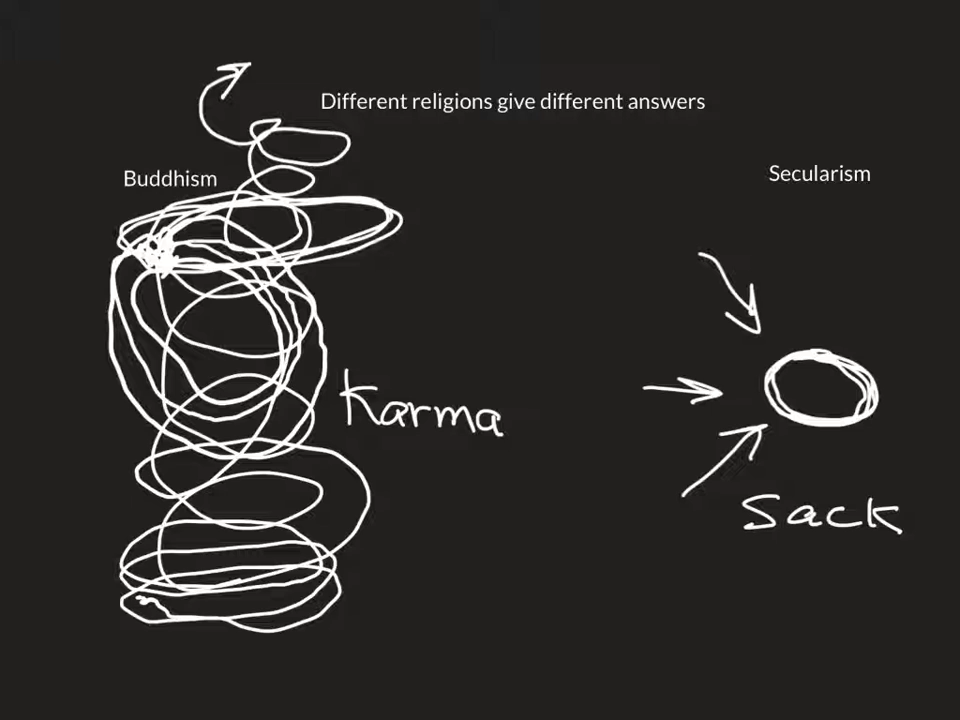 Different religions give different answers
Buddhism
Secularism
Karma
Sack